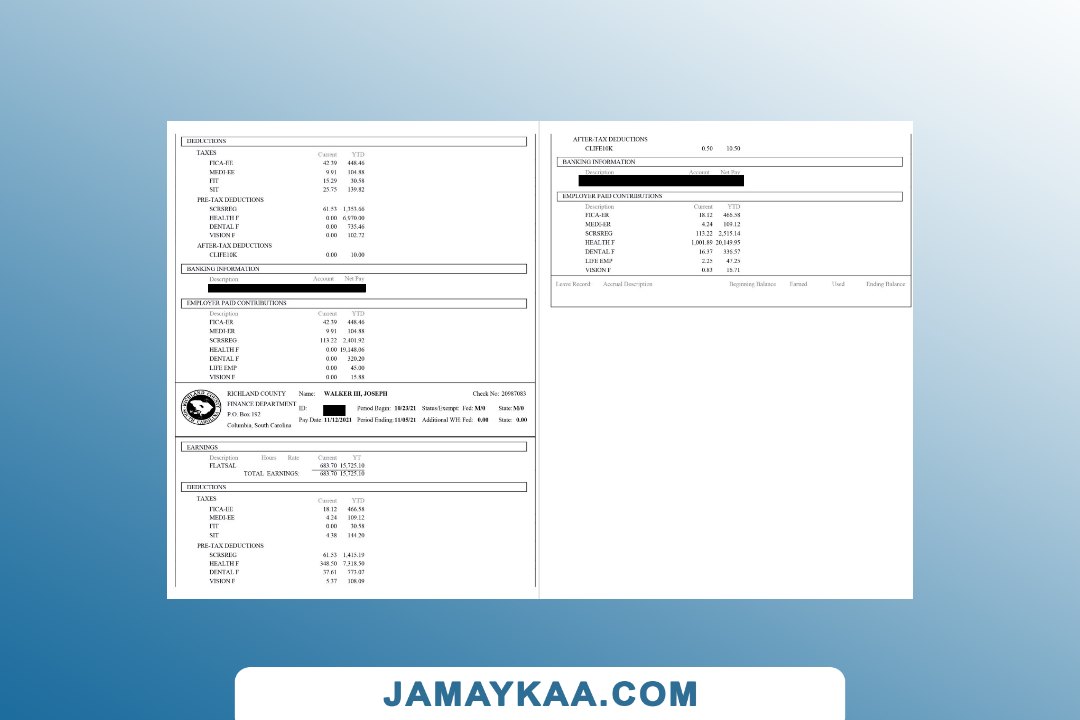 DEDUCTIONS
TAXES Current YTD
FICA-EE 42.39 448.46
MEDI-EE 9.91 104.88
FIT 15.29 30.58
SIT 25.75 139.82
PRE-TAX DEDUCTIONS
SCRSREG 61.53 1,353.66
HEALTH F 0.00 6,970.00
DENTAL F 0.00 735.46
VISION F 0.00 102.72
AFTER-TAX DEDUCTIONS
CLIFE10K 0.00 10.00
BANKING INFORMATION
Description Account Net Pay
EMPLOYER PAID CONTRIBUTIONS
Description Current YTD
FICA-ER 42.39 448.46
MEDI-ER 9.91 104.88
SCRSREG 113.22 2,401.92
HEALTH F 0.00 19,148.06
DENTAL F 0.00 320.20
LIFE EMP 0.00 45.00
VISION F 0.00 15.88
RICHLAND COUNTY Name: WALKER III, JOSEPH Check No: 20987083
FINANCE DEPARTMENT ID: Period Begin: 10/23/21 Status/Exempt: Fed: M/0 State: M/0
P.O. Box 192
Pay Date 11/12/2021 Period Ending: 11/05/21 Additional WH: Fed: 0.00 State: 0.00
Columbia, South Carolina
EARNINGS
Description Hours Rate Current YT
FLATSAL 683.70 15,725.10
TOTAL EARNINGS: 683.70 15,725.10
DEDUCTIONS
TAXES Current YTD
FICA-EE 18.12 466.58
MEDI-EE 4.24 109.12
FIT 0.00 30.58
SIT 4.38 144.20
PRE-TAX DEDUCTIONS
SCRSREG 61.53 1,415.19
HEALTH F 348.50 7,318.50
DENTAL F 37.61 773.07
VISION F 5.37 108.09
AFTER-TAX DEDUCTIONS
CLIFE10K 0.50 10.50
BANKING INFORMATION
Description Account Net Pay
EMPLOYER PAID CONTRIBUTIONS
Description Current YTD
FICA-ER 18.12 466.58
MEDI-ER 4.24 109.12
SCRSREG 113.22 2,515.14
HEALTH F 1,001.89 20,149.95
DENTAL F 16.37 336.57
LIFE EMP 2.25 47.25
VISION F 0.83 16.71
Leave Record Accrual Description Beginning Balance Earned Used Ending Balance
JAMAYKAA.COM